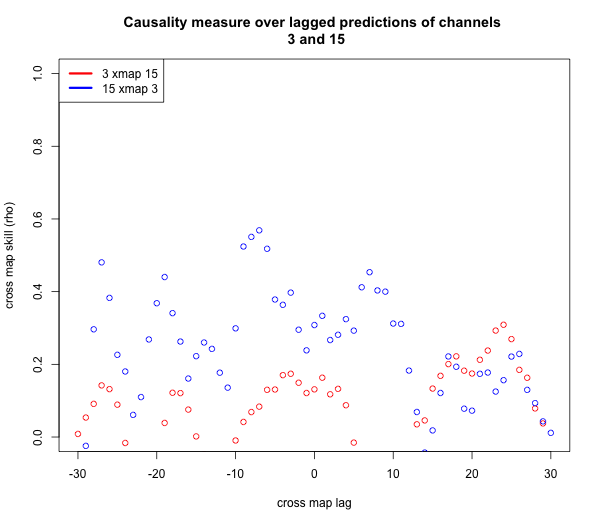 Causality measure over lagged predictions of channels
3 and 15
3 xmap 15
15 xmap 3
cross map skill (rho)
1.0
0.8
0.6
0.4
0.2
0.0
-30 -20 -10 0 10 20 30
cross map lag